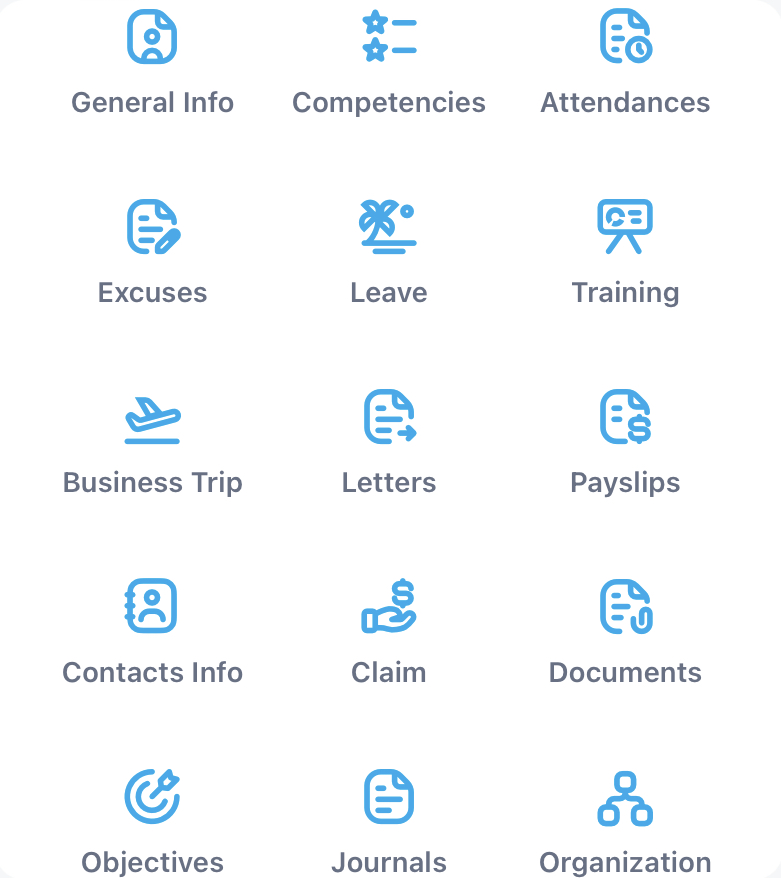 General Info Competencies Attendances
Excuses Leave Training
Business Trip Letters Payslips
Contacts Info Claim Documents
Objectives Journals Organization